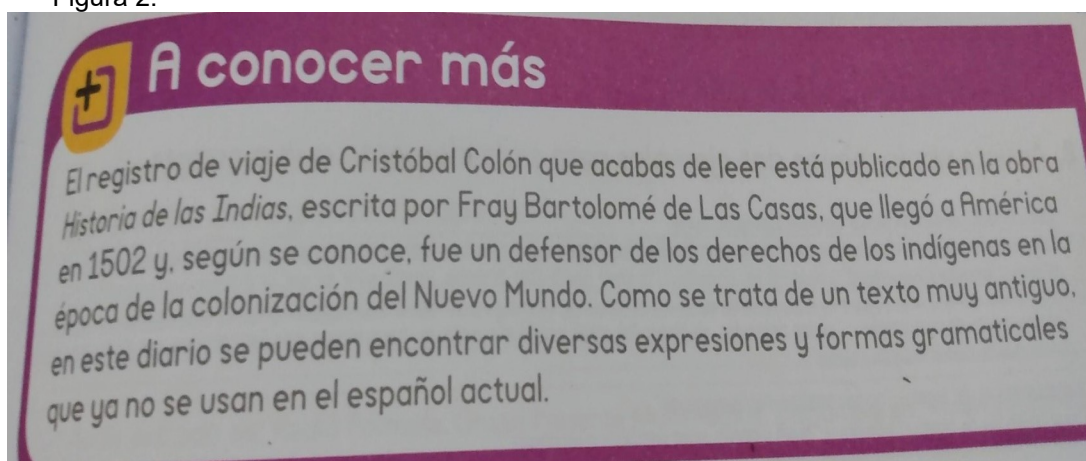 Figura 2.
A conocer más
El registro de viaje de Cristóbal Colón que acabas de leer está publicado en la obra
Historia de las Indias, escrita por Fray Bartolomé de Las Casas, que llegó a América
en 1502 y, según se conoce, fue un defensor de los derechos de los indígenas en la
época de la colonización del Nuevo Mundo. Como se trata de un texto muy antiguo,
en este diario se pueden encontrar diversas expresiones y formas gramaticales
que ya no se usan en el español actual.